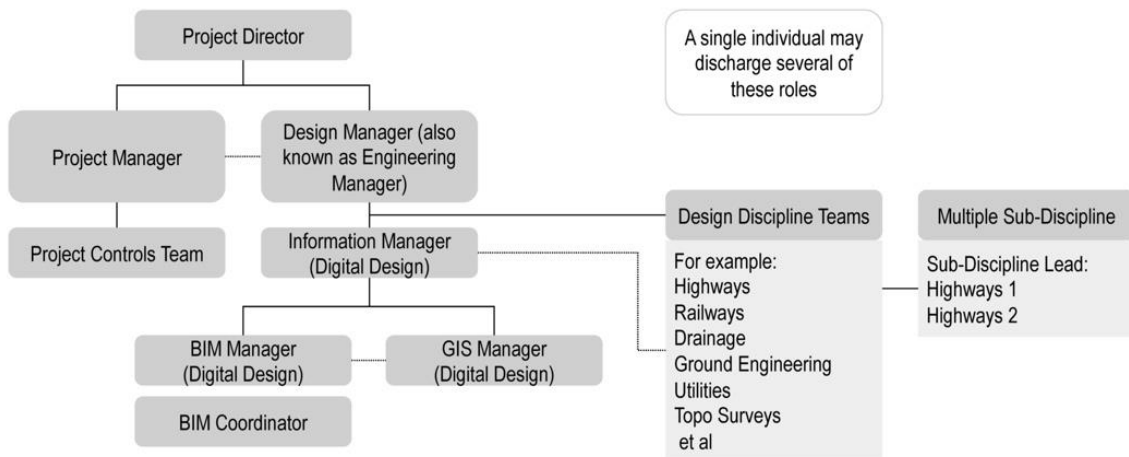 Project Director
A single individual may
discharge several of
these roles
Project Manager
Design Manager (also
known as Engineering
Manager)
Design Discipline Teams
Multiple Sub-Discipline
Project Controls Team
Information Manager
(Digital Design)
For example:
Highways
Railways
Drainage
Ground Engineering
Utilities
Topo Surveys
et al
Sub-Discipline Lead:
Highways 1
Highways 2
BIM Manager
(Digital Design)
GIS Manager
(Digital Design)
BIM Coordinator